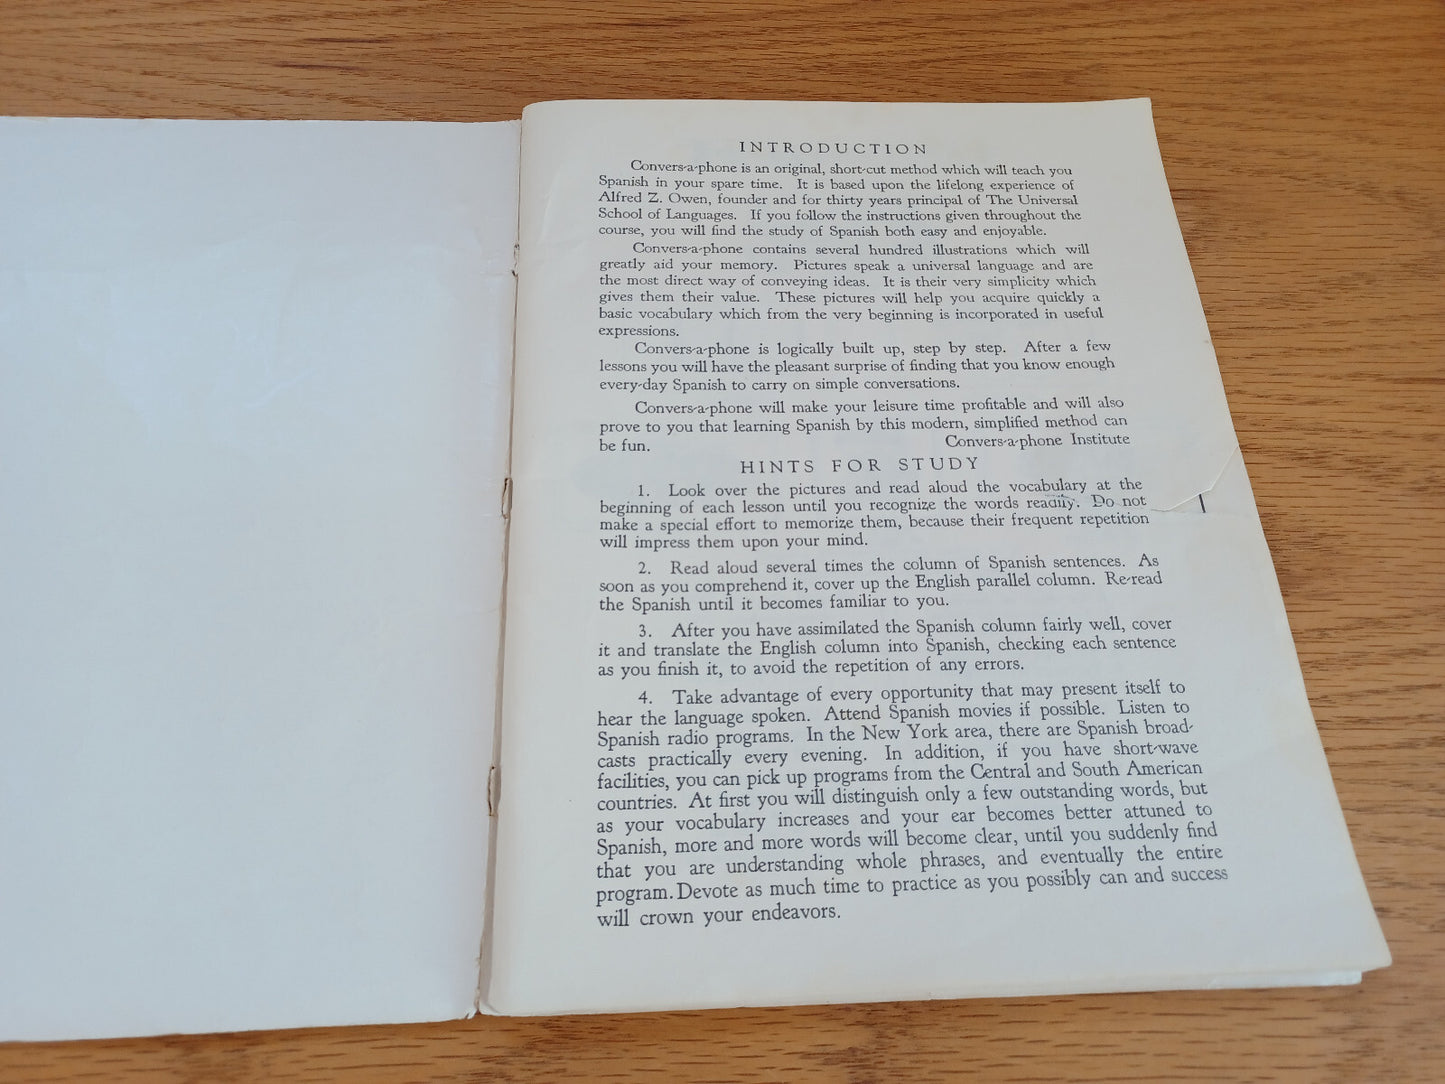 INTRODUCTION
Convers-a-phone is an original, short-cut method which will teach you
Spanish in your spare time. It is based upon the lifelong experience of
Alfred Z. Owen, founder and for thirty years principal of The Universal
School of Languages. If you follow the instructions given throughout the
course, you will find the study of Spanish both easy and enjoyable.
Convers-a-phone contains several hundred illustrations which will
greatly aid your memory. Pictures speak a universal language and are
the most direct way of conveying ideas. It is their very simplicity which
gives them their value. These pictures will help you acquire quickly a
basic vocabulary which from the very beginning is incorporated in useful
expressions.
Convers-a-phone is logically built up, step by step. After a few
lessons you will have the pleasant surprise of finding that you know enough
every-day Spanish to carry on simple conversations.
Convers-a-phone will make your leisure time profitable and will also
prove to you that learning Spanish by this modern, simplified method can
be fun. Convers-a-phone Institute
HINTS FOR STUDY
1. Look over the pictures and read aloud the vocabulary at the
beginning of each lesson until you recognize the words readily. Do not
make a special effort to memorize them, because their frequent repetition
will impress them upon your mind.
2. Read aloud several times the column of Spanish sentences. As
soon as you comprehend it, cover up the English parallel column. Re-read
the Spanish until it becomes familiar to you.
3. After you have assimilated the Spanish column fairly well, cover
it and translate the English column into Spanish, checking each sentence
as you finish it, to avoid the repetition of any errors.
4. Take advantage of every opportunity that may present itself to
hear the language spoken. Attend Spanish movies if possible. Listen to
Spanish radio programs. In the New York area, there are Spanish broad-
casts practically every evening. In addition, if you have short-wave
facilities, you can pick up programs from the Central and South American
countries. At first you will distinguish only a few outstanding words, but
as your vocabulary increases and your ear becomes better attuned to
Spanish, more and more words will become clear, until you suddenly find
that you are understanding whole phrases, and eventually the entire
program. Devote as much time to practice as you possibly can and success
will crown your endeavors.